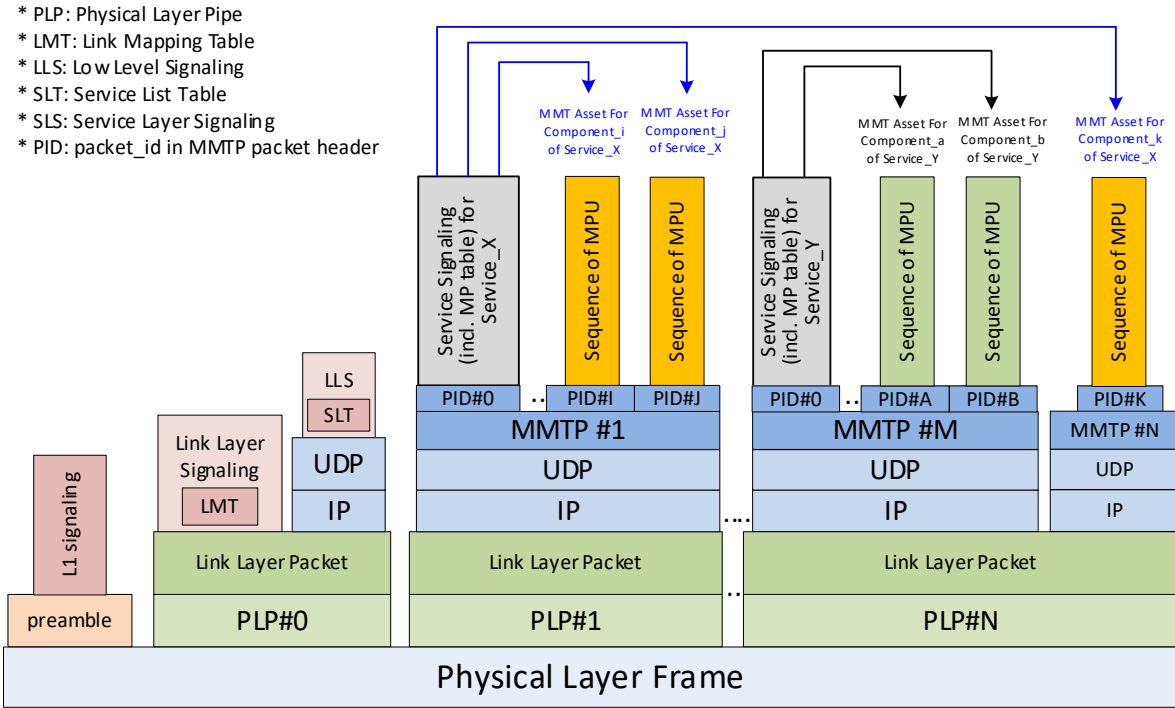 * PLP: Physical Layer Pipe
* LMT: Link Mapping Table
* LLS: Low Level Signaling
* SLT: Service List Table
* SLS: Service Layer Signaling
* PID: packet_id in MMTP packet header
MMT Asset For
Component_i
of Service_X
MMT Asset For
Component_j
of Service_X
MMT Asset For
Component_a
of Service_Y
MMT Asset For
Component_b
of Service_Y
MMT Asset For
Component_k
of Service_X
Service Signaling
(incl. MP table) for
Service_X
Sequence of MPU
Sequence of MPU
Service Signaling
(incl. MP table) for
Service_Y
Sequence of MPU
Sequence of MPU
Sequence of MPU
LLS
SLT
PID#0
..
PID#I
PID#J
PID#0
..
PID#A
PID#B
PID#K
MMTP #1
MMTP #M
MMTP #N
Link Layer
Signaling
LMT
UDP
UDP
UDP
UDP
IP
IP
....
IP
IP
L1 signaling
Link Layer Packet
Link Layer Packet
Link Layer Packet
..
preamble
PLP#0
PLP#1
PLP#N
Physical Layer Frame